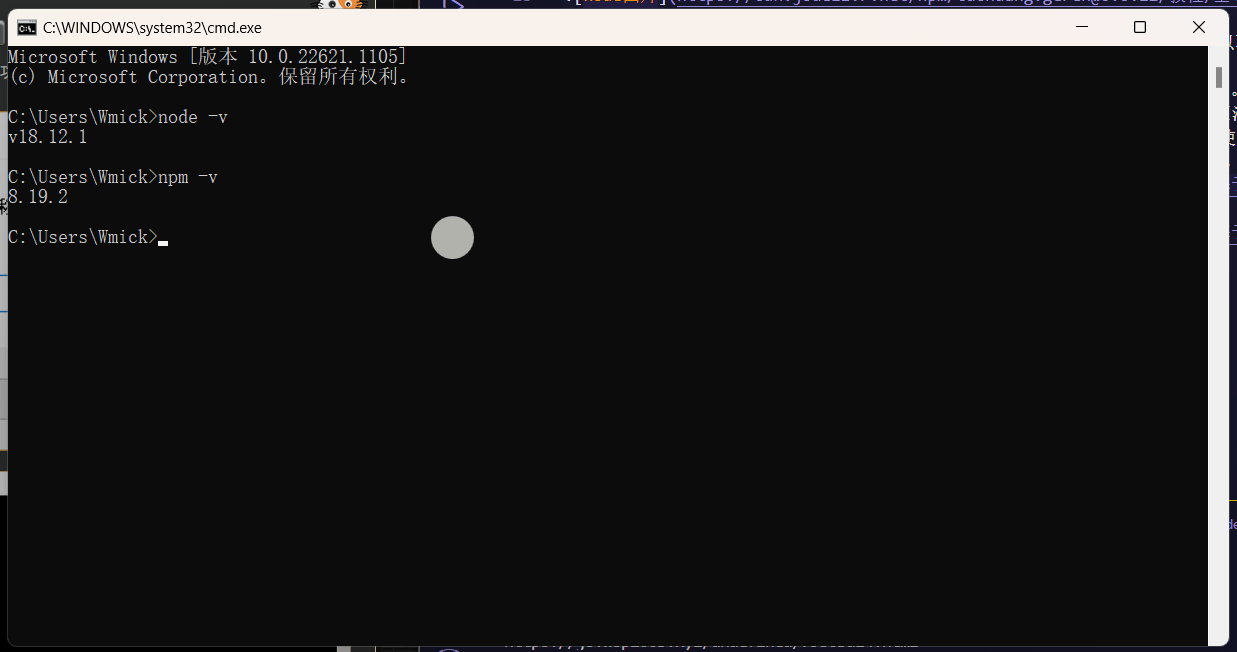 C:\WINDOWS\system32\cmd.exe
Microsoft Windows [版本 10.0.22621.1105]
(c) Microsoft Corporation。保留所有权利。
C:\Users\Wmick>node -v
v18.12.1
C:\Users\Wmick>npm -v
8.19.2
C:\Users\Wmick>